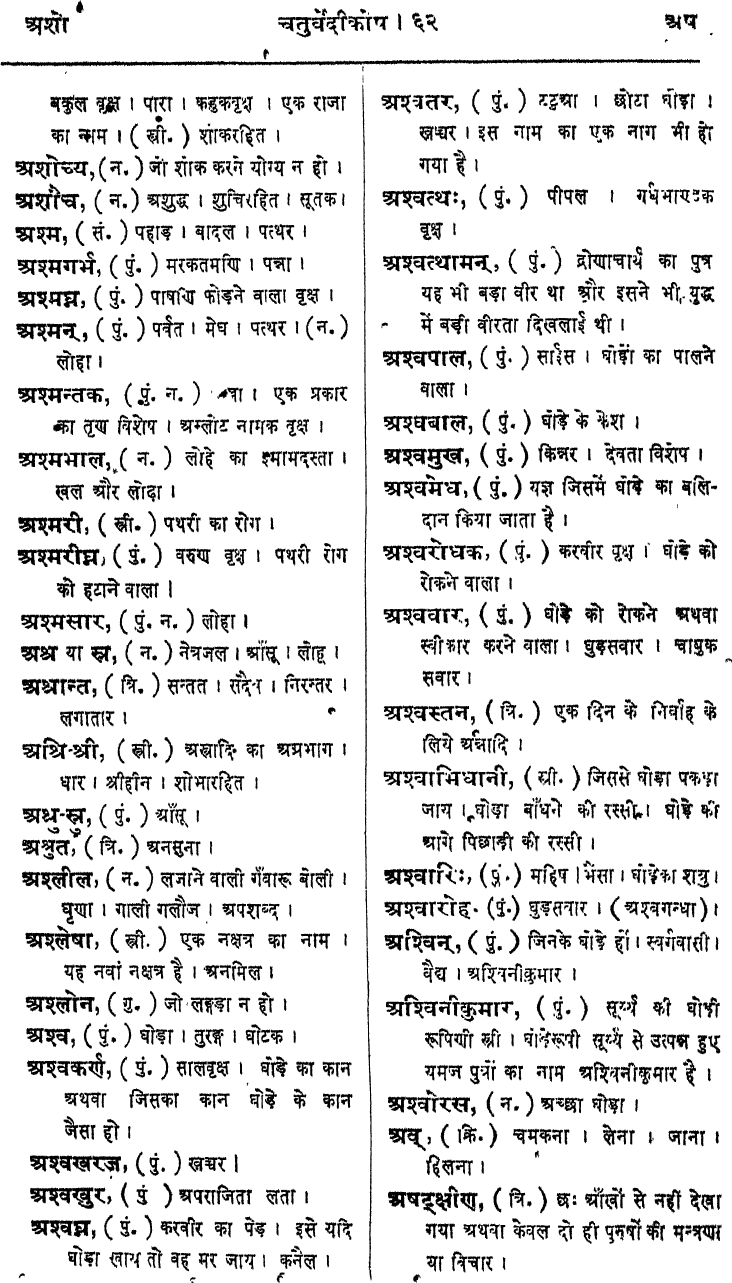 अशो चतुर्वेदीकोष । ६२ अष
बकुल वृक्ष । पारा । कहुकवृक्ष । एक राजा
का नाम । ( स्त्री. ) शोकरहित ।
अशोच्य, (न. ) जो शोक करने योग्य न हो ।
अशौच, ( न. ) अशुद्ध । शुचिरहित । सूतक।
अश्म, ( सं. ) पहाड़ । बादल । पत्थर ।
अश्मगर्भ, (पुं. ) मरकतमणि । पन्ना ।
अश्मघ्न, (पुं. ) पाषाण फोड़ने वाला वृक्ष ।
अश्मन्, (पुं. ) पर्वत । मेघ । पत्थर । (न. )
लोहा ।
अश्मन्तक, ( पुं. न. ) । एक प्रकार
का तृण विशेष । अम्लोट नामक वृक्ष ।
अश्मभाल, ( न. ) लोहे का इमामदस्ता ।
खल और लोढ़ा ।
अश्मरी, ( स्त्री. ) पथरी का रोग ।
अश्मरीघ्न, (पुं. ) वरुण वृक्ष । पथरी रोग
को हटाने वाला ।
अश्मसार, ( पुं. न. ) लोहा ।
अश्र या स्र, ( न. ) नेत्रजल । आँसू । लोहू ।
अश्रान्त, ( त्रि. ) सन्तत । सदैव । निरन्तर ।
लगातार ।
अश्रि-श्री, ( स्त्री. ) अस्त्रादि का अग्रभाग ।
धार । श्रीहीन । शोभारहित ।
अश्रु-स्रु, ( पुं. ) आँसू ।
अश्रुत, ( त्रि. ) अनसुना ।
अश्लील, ( न. ) लजाने वाली गँवारू बोली ।
घृणा । गाली गलौज । अपशब्द ।
अश्लेषा, ( स्त्री. ) एक नक्षत्र का नाम ।
यह नवां नक्षत्र है । अनमिल ।
अश्लोन, ( गु. ) जो लङ्गड़ा न हो ।
अश्व, ( पुं. ) घोड़ा । तुरङ्ग । घोटक ।
अश्वकर्ण, ( पुं. ) सालवृक्ष । घोड़े का कान
अथवा जिसका कान घोड़े के कान
जैसा हो ।
अश्वखरज, ( पुं. ) खच्चर ।
अश्वखुर, ( पुं ) अपराजिता लता ।
अश्वघ्न, ( पुं. ) करवीर का पेड़ । इसे यदि
घोड़ा खाय तो वह मर जाय । कनैल ।
अश्वतर, ( पुं. ) टट्टुआ । छोटा घोड़ा ।
खच्चर । इस नाम का एक नाग भी हो
गया है ।
अश्वत्थः, ( पुं. ) पीपल । गर्धभाण्डक
वृक्ष ।
अश्वत्थामन्, ( पुं. ) द्रोणाचार्य का पुत्र
यह भी बड़ा वीर था और इसने भी युद्ध
में बड़ी वीरता दिखलाई थी ।
अश्वपाल, ( पुं. ) साईस । घोड़ों का पालने
वाला ।
अश्वबाल, ( पुं. ) घोड़े के केश ।
अश्वमुख, ( पुं. ) किन्नर । देवता विशेष ।
अश्वमेध, ( पुं. ) यज्ञ जिसमें घोड़े का बलि-
दान किया जाता है ।
अश्वरोधक, ( पुं. ) करवीर वृक्ष । घोड़े को
रोकने वाला ।
अश्ववार, ( पुं. ) घोड़े को रोकने अथवा
स्वीकार करने वाला । घुड़सवार । चाबुक
सवार ।
अश्वस्तन, ( त्रि. ) एक दिन के निर्वाह के
लिये अन्नादि ।
अश्वाभिधानी, ( स्त्री. ) जिससे घोड़ा पकड़ा
जाय । घोड़ा बाँधने की रस्सी । घोड़े की
आगे पिछाड़ी की रस्सी ।
अश्वारिः, (पुं.) महिष । भैंसा । घोड़ेका शत्रु ।
अश्वारोह. (पुं.) घुड़सवार । ( अश्वगन्धा ) ।
अश्विन्, ( पुं. ) जिनके घोड़े हों । स्वर्गवासी।
वैद्य । अश्विनीकुमार ।
अश्विनीकुमार, ( पुं. ) सूर्य्य की घोड़ी
रूपिणी स्त्री । घोड़ेरूपी सूर्य्य से उत्पन्न हुए
यमज पुत्रों का नाम अश्विनीकुमार है ।
अश्वोरस, ( न. ) अच्छा घोड़ा ।
अष्, ( क्रि. ) चमकना । लेना । जाना ।
हिलना ।
अषट्क्षीण, ( त्रि. ) छः आँखों से नहीं देखा
गया अथवा केवल दो ही पुरुषों की मन्त्रणा
या विचार ।